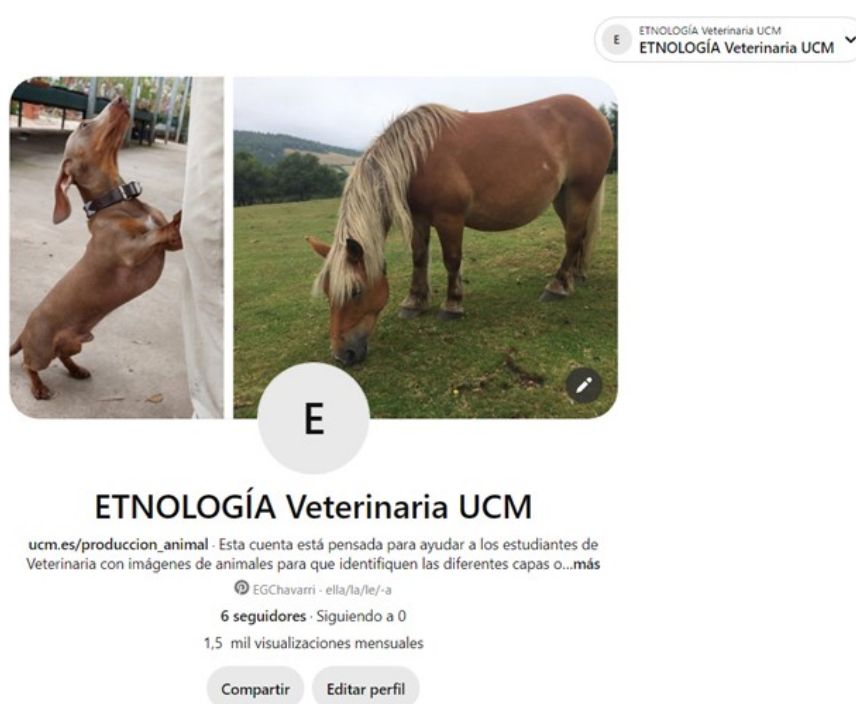 E
ETNOLOGÍA Veterinaria UCM
ETNOLOGÍA Veterinaria UCM
E
ETNOLOGÍA Veterinaria UCM
ucm.es/produccion_animal · Esta cuenta está pensada para ayudar a los estudiantes de
Veterinaria con imágenes de animales para que identifiquen las diferentes capas o...más
EGChavarri · ella/la/le/-a
6 seguidores · Siguiendo a 0
1,5 mil visualizaciones mensuales
Compartir
Editar perfil